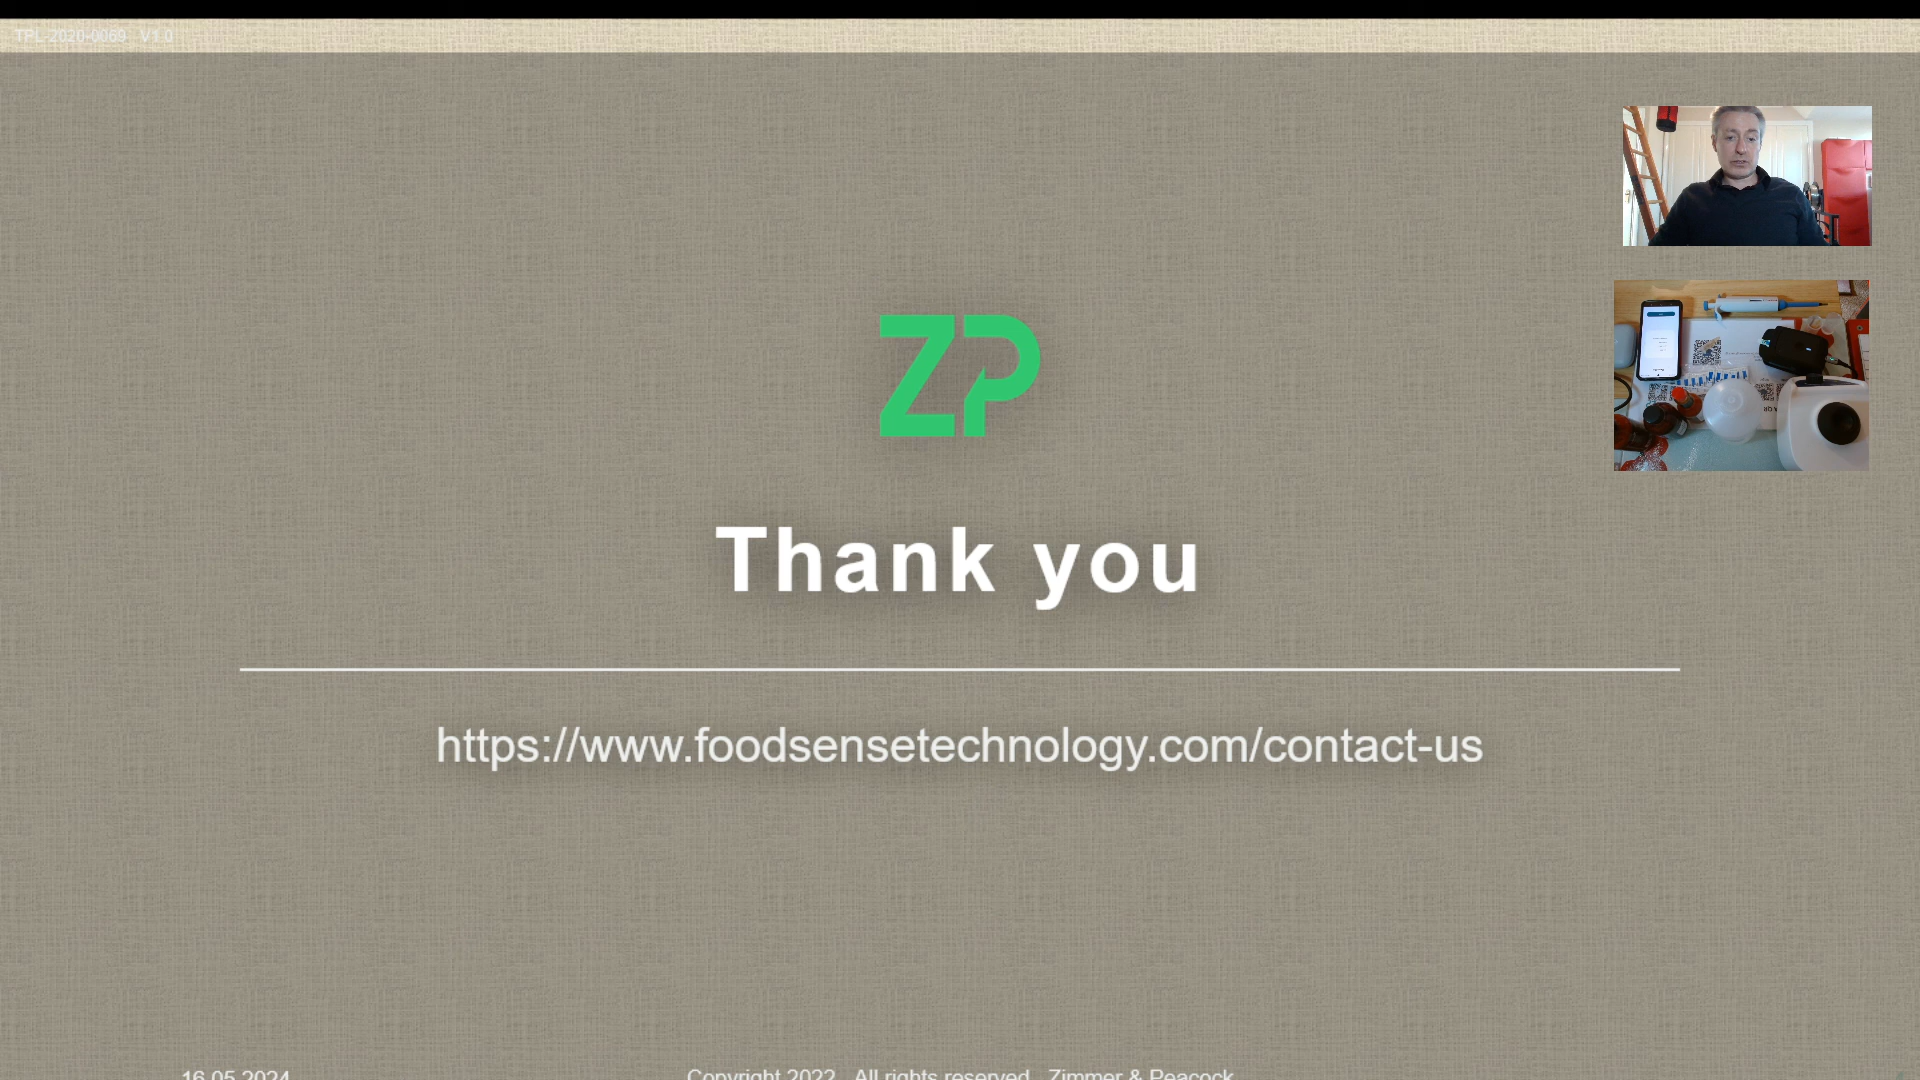 TPL-2020-0069 V1.0
ZP
Thank you
https://www.foodsensetechnology.com/contact-us
16.05.2024
Copyright 2022 All rights reserved Zimmer & Peacock